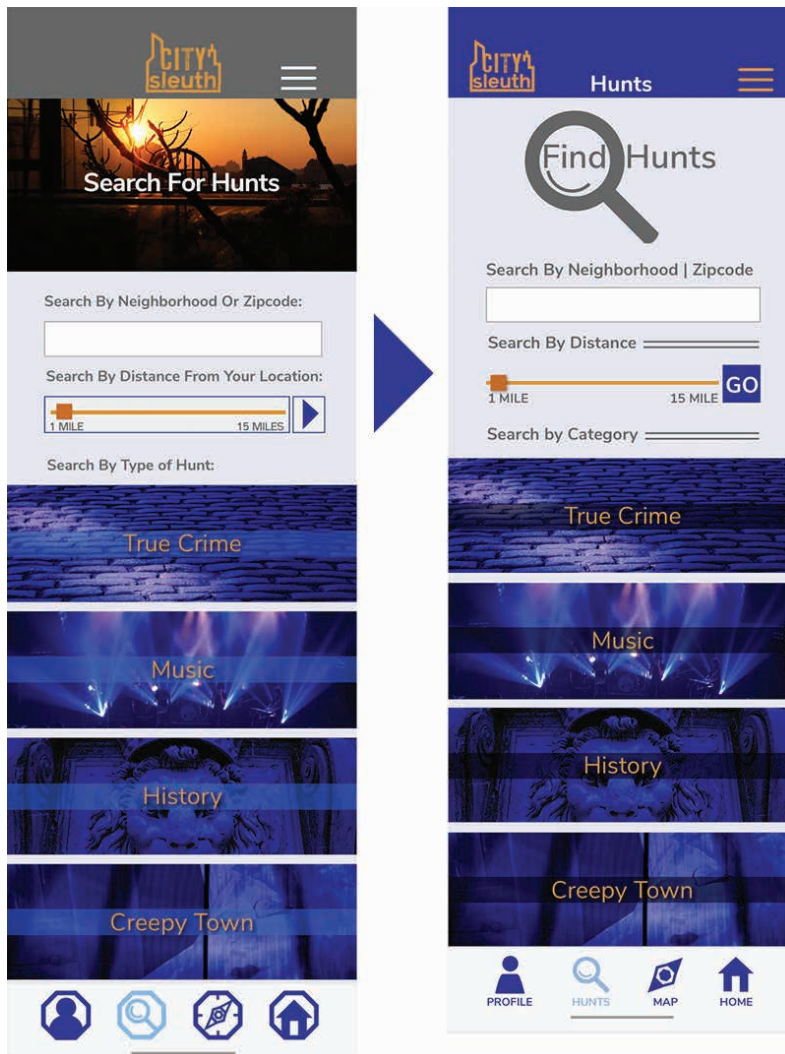 CITY
sleuth
Search For Hunts
Search By Neighborhood Or Zipcode:
Search By Distance From Your Location:
1 MILE 15 MILES
Search By Type of Hunt:
True Crime
Music
History
Creepy Town
CITY
sleuth
Hunts
Find Hunts
Search By Neighborhood | Zipcode
Search By Distance
GO
1 MILE 15 MILE
Search by Category
True Crime
Music
History
Creepy Town
PROFILE HUNTS MAP HOME